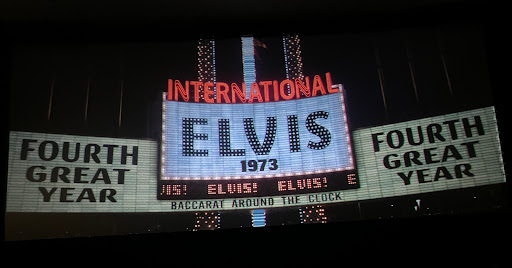 INTERNATIONAL
ELVIS
1973
FOURTH
GREAT
YEAR
FOURTH
GREAT
YEAR
ELVIS! ELVIS!
BACCARAT AROUND THE CLOCK